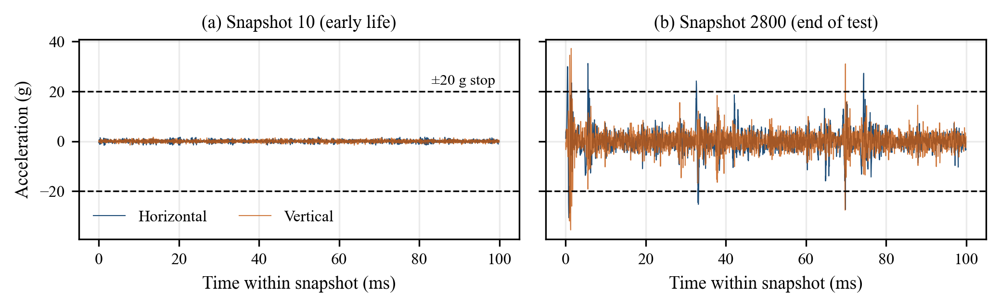 (a) Snapshot 10 (early life)
(b) Snapshot 2800 (end of test)
Acceleration (g)
40
20
0
−20
±20 g stop
Horizontal
Vertical
0 20 40 60 80 100
0 20 40 60 80 100
Time within snapshot (ms)
Time within snapshot (ms)